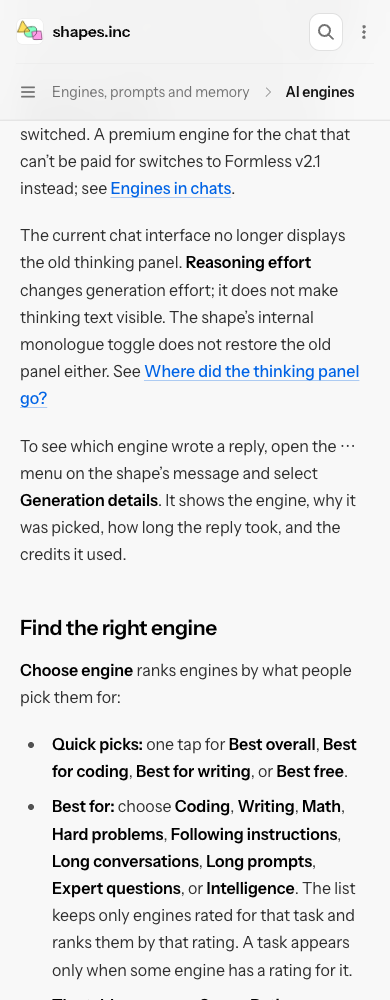 shapes.inc
Engines, prompts and memory > AI engines
switched. A premium engine for the chat that
can't be paid for switches to Formless v2.1
instead; see Engines in chats.
The current chat interface no longer displays
the old thinking panel. Reasoning effort
changes generation effort; it does not make
thinking text visible. The shape's internal
monologue toggle does not restore the old
panel either. See Where did the thinking panel
go?
To see which engine wrote a reply, open the ···
menu on the shape's message and select
Generation details. It shows the engine, why it
was picked, how long the reply took, and the
credits it used.
Find the right engine
Choose engine ranks engines by what people
pick them for:
• Quick picks: one tap for Best overall, Best
for coding, Best for writing, or Best free.
• Best for: choose Coding, Writing, Math,
Hard problems, Following instructions,
Long conversations, Long prompts,
Expert questions, or Intelligence. The list
keeps only engines rated for that task and
ranks them by that rating. A task appears
only when some engine has a rating for it.